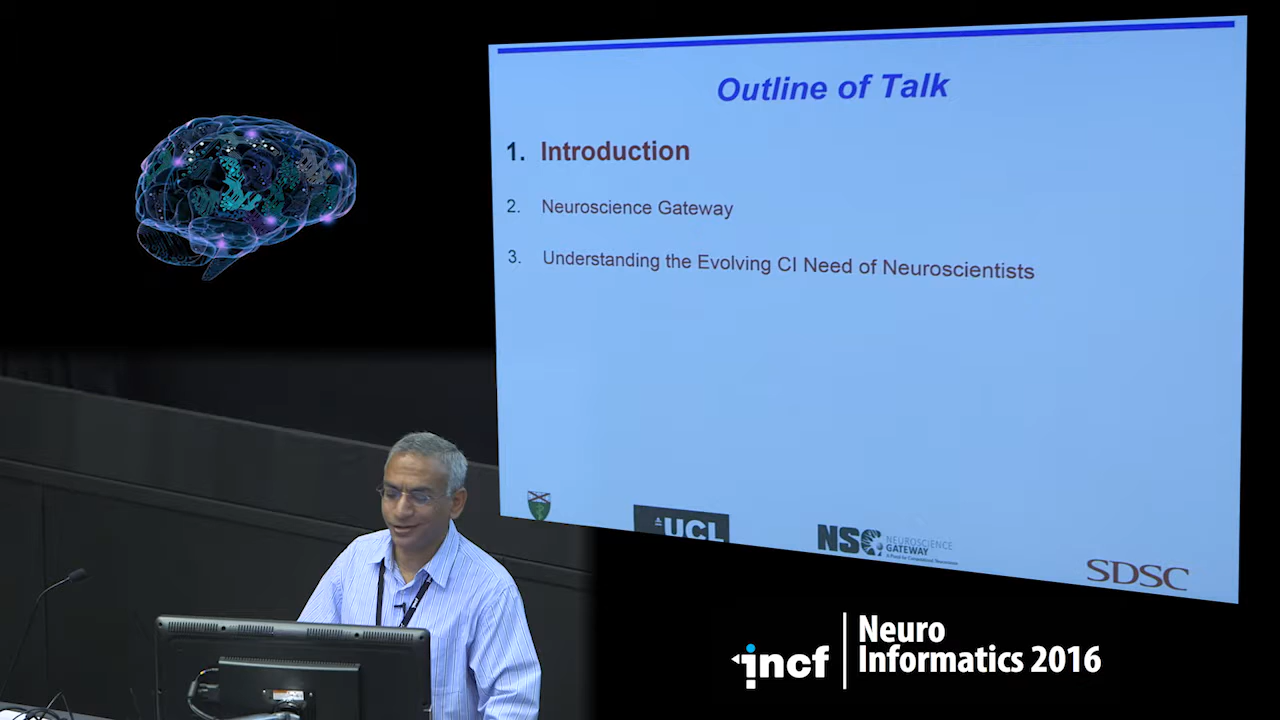 Outline of Talk
1. Introduction
2. Neuroscience Gateway
3. Understanding the Evolving CI Need of Neuroscientists
UCL
NSG NEUROSCIENCE
GATEWAY
SDSC
incf
Neuro
Informatics 2016